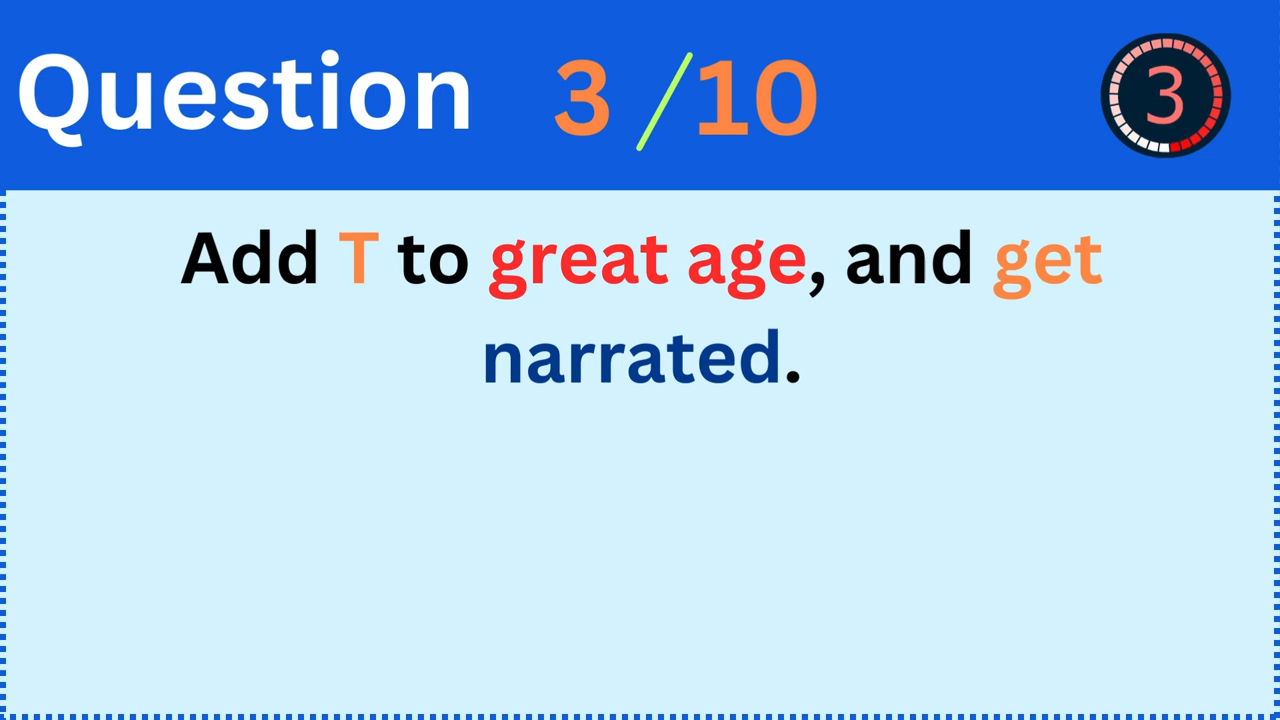 Question 3 /10 3
Add T to great age, and get
narrated.